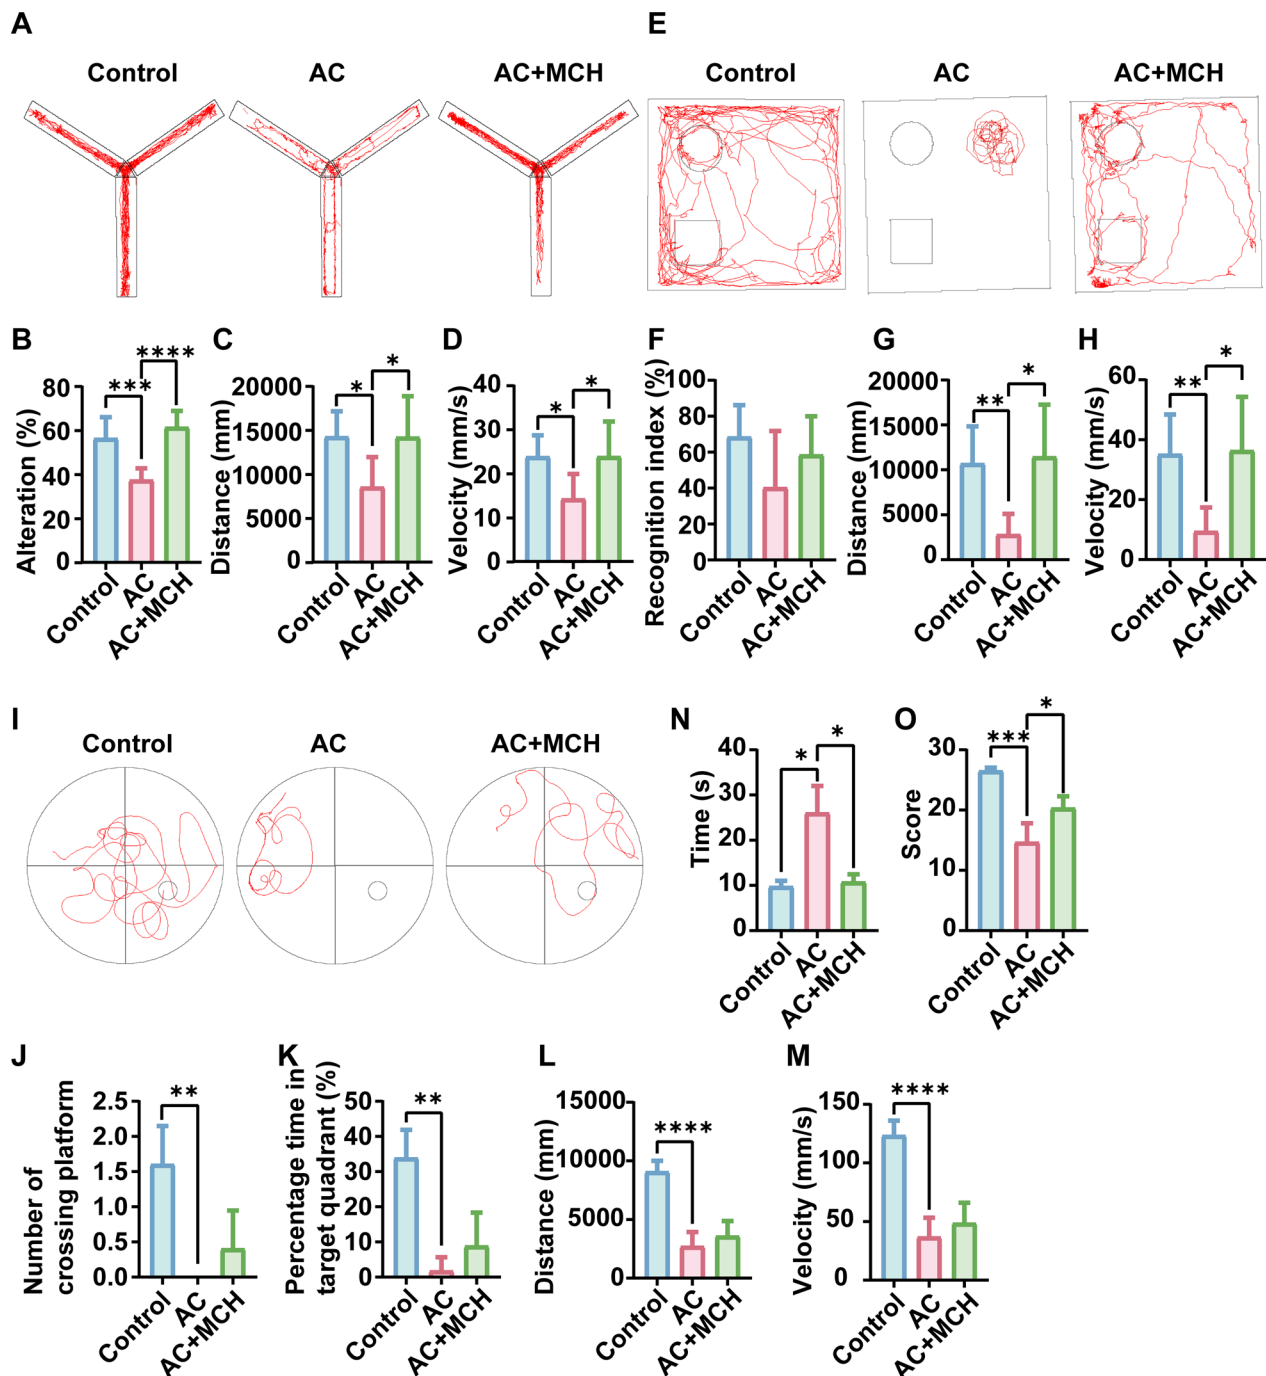 A
Control
AC
AC+MCH
E
Control
AC
AC+MCH
B
Alteration (%)
80
60
40
20
0
***
****
Control
AC
AC+MCH
C
Distance (mm)
20000
15000
10000
5000
0
*
*
Control
AC
AC+MCH
D
Velocity (mm/s)
40
30
20
10
0
*
*
Control
AC
AC+MCH
F
Recognition index (%)
100
80
60
40
20
0
Control
AC
AC+MCH
G
Distance (mm)
20000
15000
10000
5000
0
**
*
Control
AC
AC+MCH
H
Velocity (mm/s)
60
40
20
0
**
*
Control
AC
AC+MCH
I
Control
AC
AC+MCH
N
Time (s)
40
30
20
10
0
*
*
Control
AC
AC+MCH
O
Score
30
20
10
0
***
*
Control
AC
AC+MCH
J
Number of
crossing platform
2.5
2.0
1.5
1.0
0.5
0.0
**
Control
AC
AC+MCH
K
Percentage time in
target quadrant (%)
50
40
30
20
10
0
**
Control
AC
AC+MCH
L
Distance (mm)
15000
10000
5000
0
****
Control
AC
AC+MCH
M
Velocity (mm/s)
150
100
50
0
****
Control
AC
AC+MCH